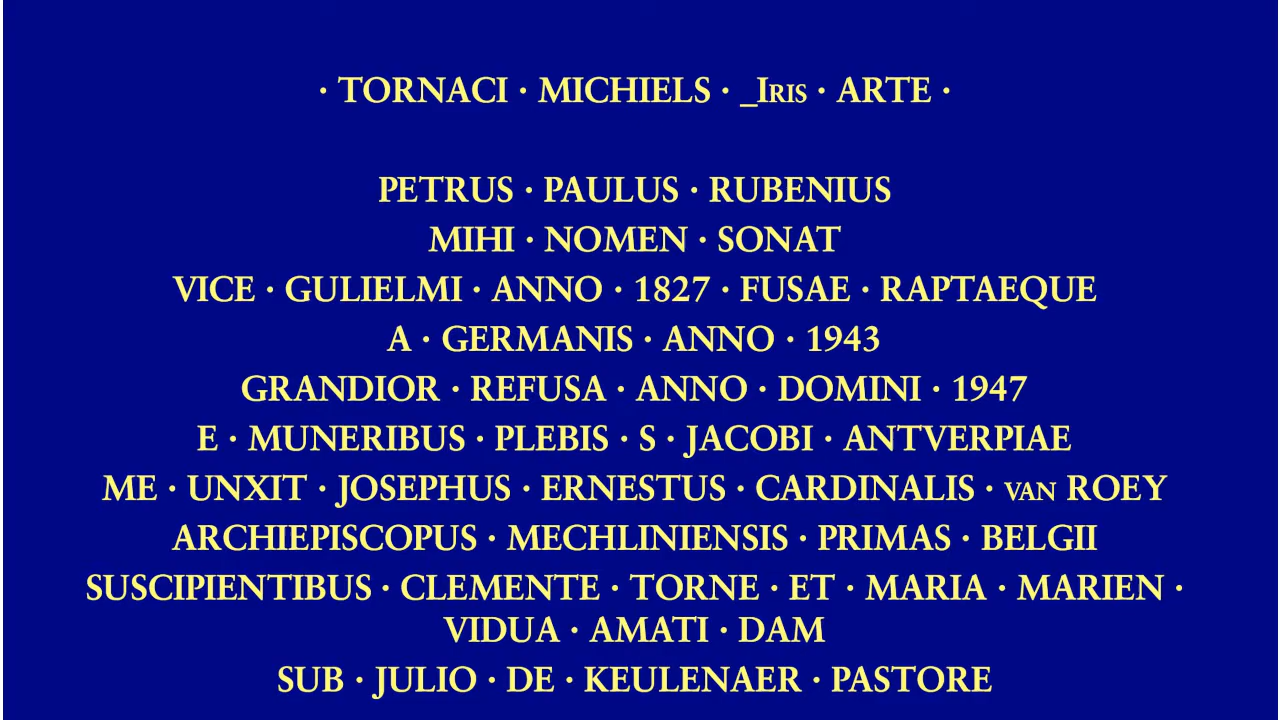 · TORNACI · MICHIELS · _Iris · ARTE ·
PETRUS · PAULUS · RUBENIUS
MIHI · NOMEN · SONAT
VICE · GULIELMI · ANNO · 1827 · FUSAE · RAPTAEQUE
A · GERMANIS · ANNO · 1943
GRANDIOR · REFUSA · ANNO · DOMINI · 1947
E · MUNERIBUS · PLEBIS · S · JACOBI · ANTVERPIAE
ME · UNXIT · JOSEPHUS · ERNESTUS · CARDINALIS · VAN ROEY
ARCHIEPISCOPUS · MECHLINIENSIS · PRIMAS · BELGII
SUSCIPIENTIBUS · CLEMENTE · TORNE · ET · MARIA · MARIEN ·
VIDUA · AMATI · DAM
SUB · JULIO · DE · KEULENAER · PASTORE